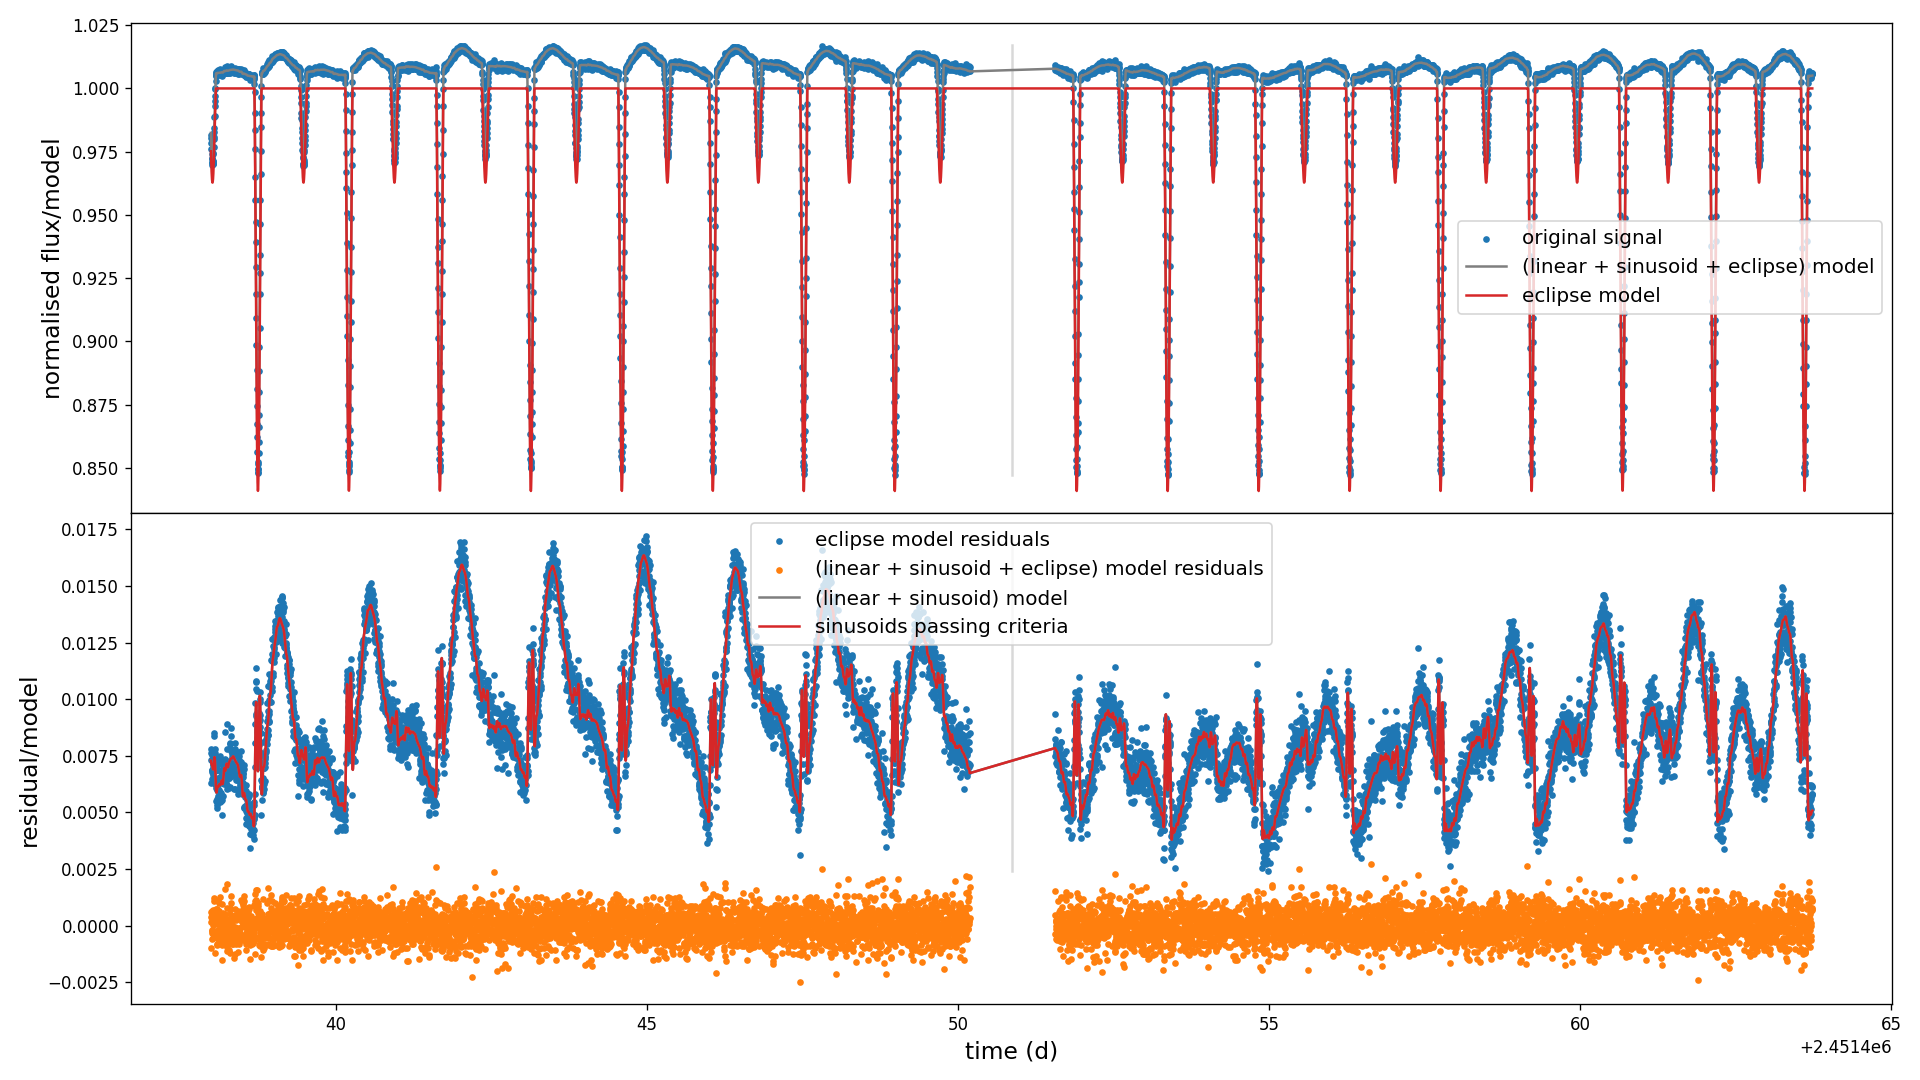 1.025
1.000
0.975
0.950
0.925
0.900
0.875
0.850
normalised flux/model
original signal
(linear + sinusoid + eclipse) model
eclipse model
0.0175
0.0150
0.0125
0.0100
0.0075
0.0050
0.0025
0.0000
−0.0025
residual/model
eclipse model residuals
(linear + sinusoid + eclipse) model residuals
(linear + sinusoid) model
sinusoids passing criteria
40
45
50
55
60
65
time (d)
+2.4514e6